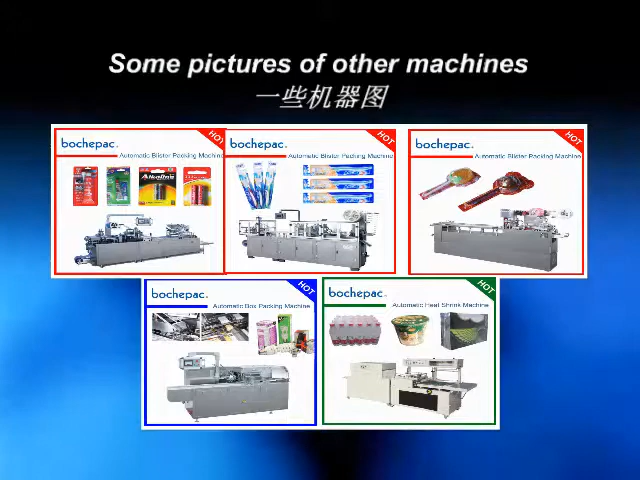 Some pictures of other machines
一些机器图
bochepac.
HOT
Automatic Blister Packing Machine
bochepac.
HOT
Automatic Blister Packing Machine
bochepac.
HOT
Automatic Blister Packing Machine
bochepac.
HOT
Automatic Box Packing Machine
bochepac.
HOT
Automatic Heat Shrink Machine